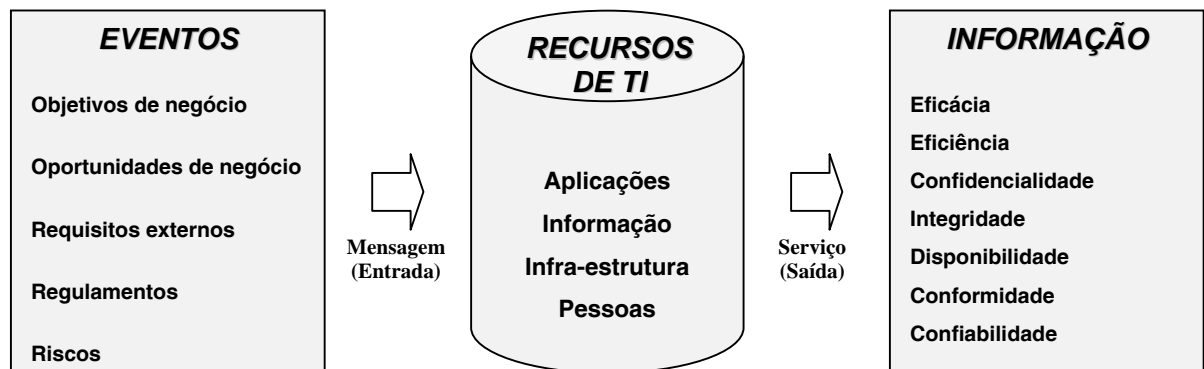 EVENTOS
Objetivos de negócio
Oportunidades de negócio
Requisitos externos
Regulamentos
Riscos
Mensagem
(Entrada)
RECURSOS
DE TI
Aplicações
Informação
Infra-estrutura
Pessoas
Serviço
(Saída)
INFORMAÇÃO
Eficácia
Eficiência
Confidencialidade
Integridade
Disponibilidade
Conformidade
Confiabilidade